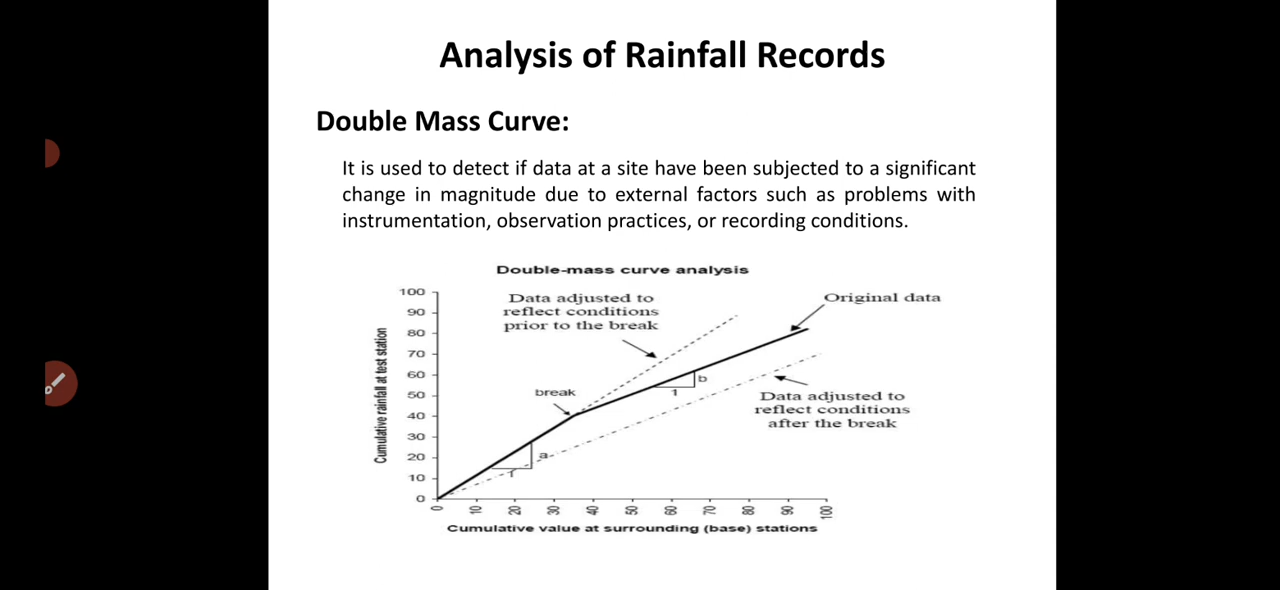 Analysis of Rainfall Records
Double Mass Curve:
It is used to detect if data at a site have been subjected to a significant
change in magnitude due to external factors such as problems with
instrumentation, observation practices, or recording conditions.
Double-mass curve analysis
Data adjusted to
reflect conditions
prior to the break
Original data
100
90
80
70
60
50
40
30
20
10
0
Cumulative rainfall at test station
break
b
1
a
1
Data adjusted to
reflect conditions
after the break
0 10 20 30 40 50 60 70 80 90 100
Cumulative value at surrounding (base) stations